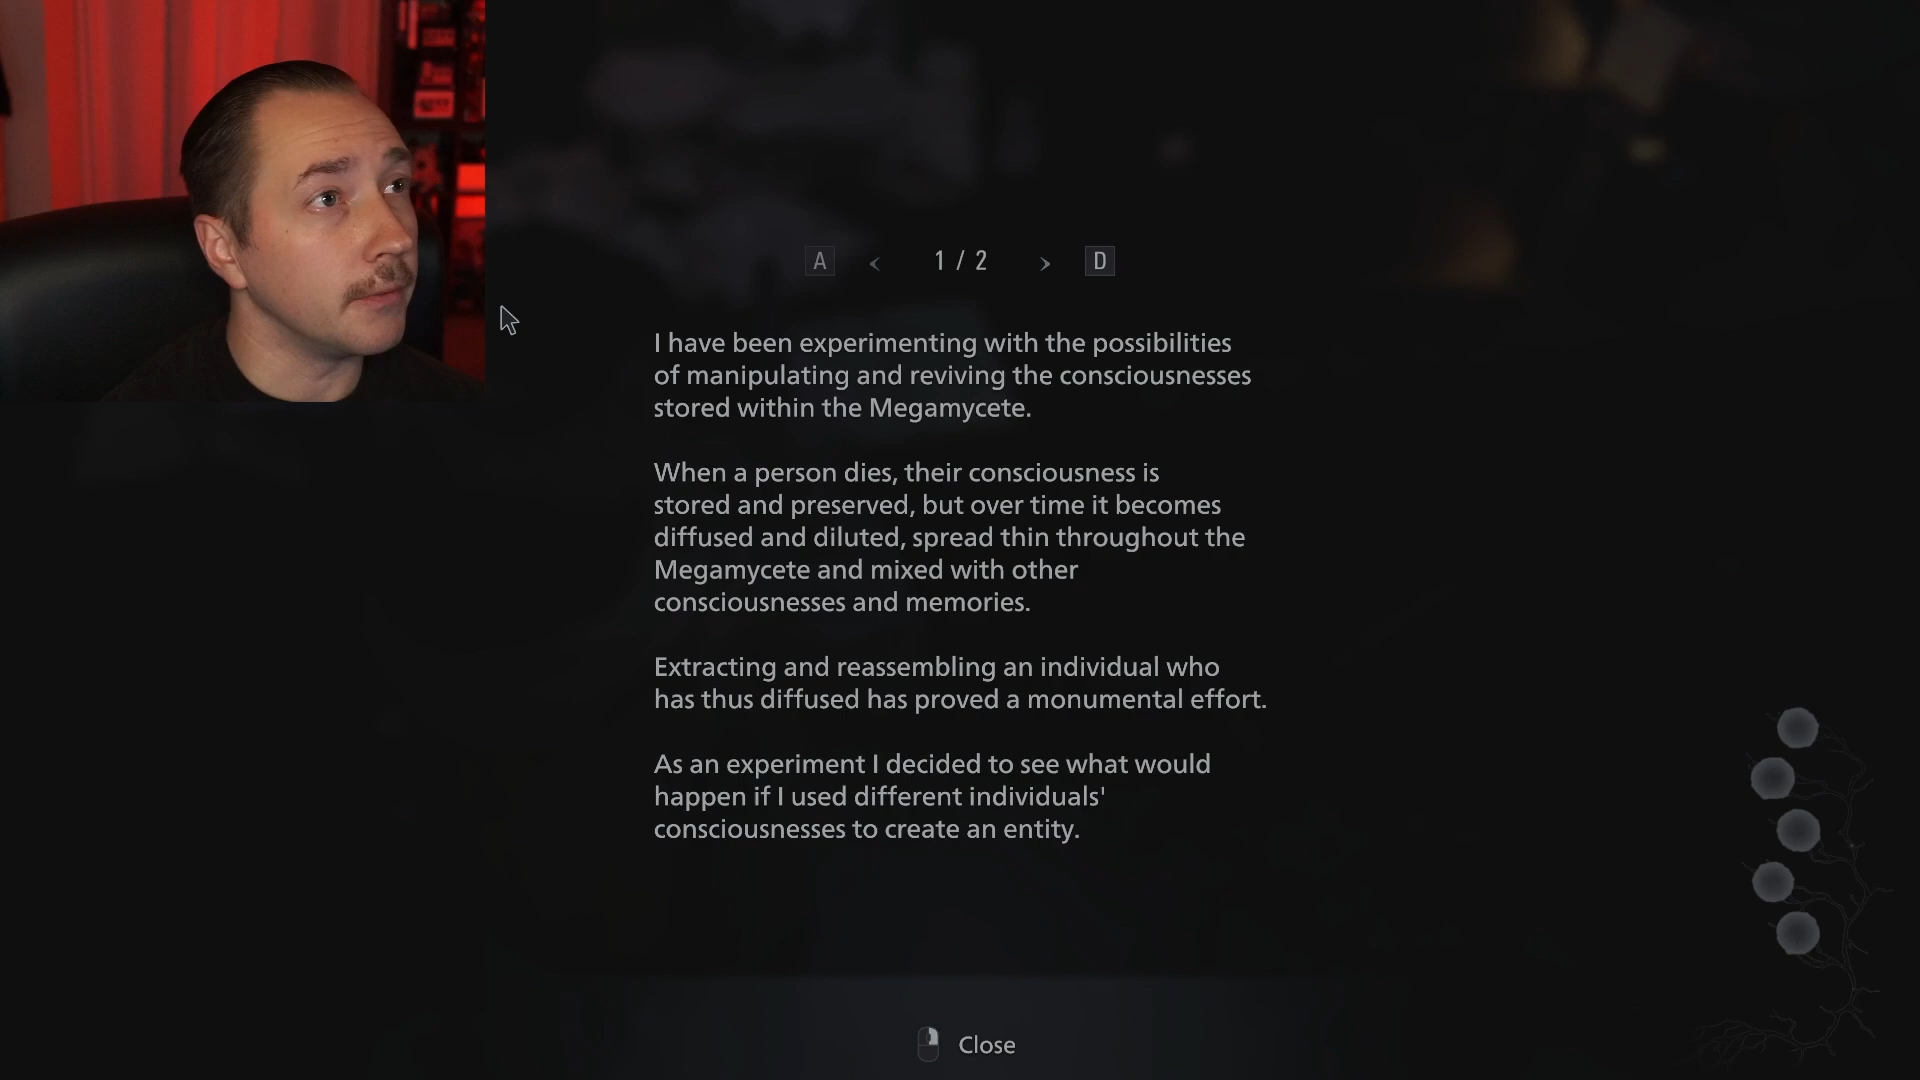 A < 1 / 2 > D
I have been experimenting with the possibilities
of manipulating and reviving the consciousnesses
stored within the Megamycete.
When a person dies, their consciousness is
stored and preserved, but over time it becomes
diffused and diluted, spread thin throughout the
Megamycete and mixed with other
consciousnesses and memories.
Extracting and reassembling an individual who
has thus diffused has proved a monumental effort.
As an experiment I decided to see what would
happen if I used different individuals'
consciousnesses to create an entity.
Close